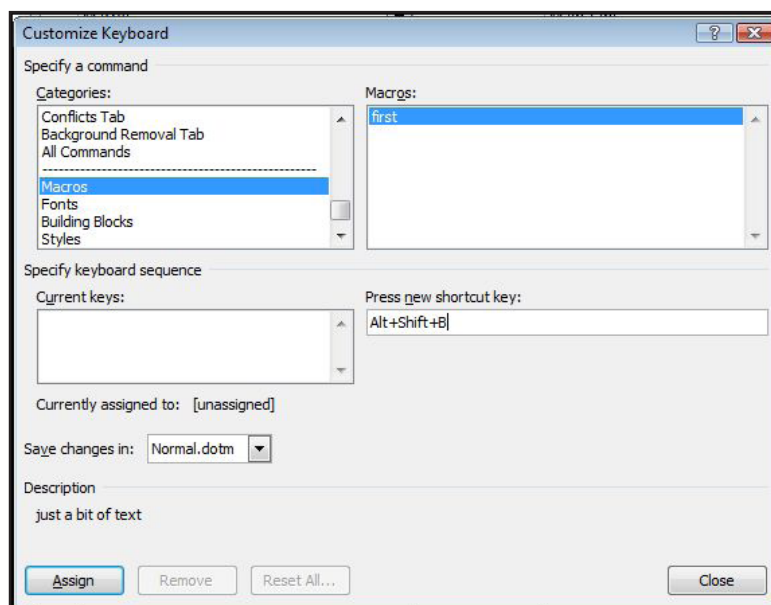 Customize Keyboard
Specify a command
Categories:
Macros:
Conflicts Tab
Background Removal Tab
All Commands
Macros
Fonts
Building Blocks
Styles
first
Specify keyboard sequence
Current keys:
Press new shortcut key:
Alt+Shift+B
Currently assigned to: [unassigned]
Save changes in: Normal.dotm
Description
just a bit of text
Assign Remove Reset All... Close